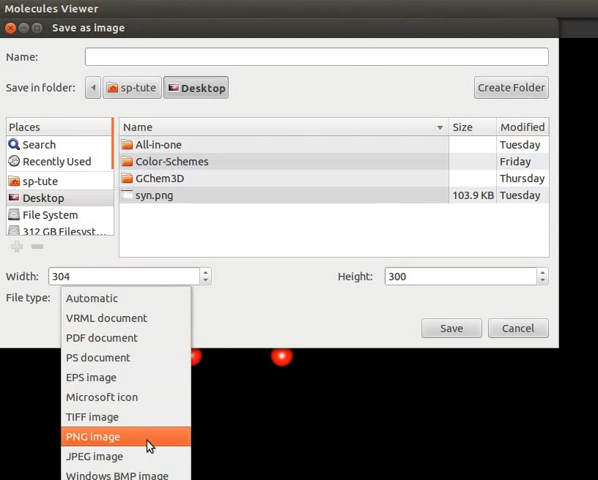 Molecules Viewer
Save as image
Name:
Save in folder: sp-tute Desktop Create Folder
Places Name Size Modified
Search All-in-one Tuesday
Recently Used Color-Schemes Friday
sp-tute GChem3D Thursday
Desktop syn.png 103.9 KB Tuesday
File System
312 GB Filesyst...
Width: 304 Height: 300
File type: Automatic
VRML document
Save Cancel
PDF document
PS document
EPS image
Microsoft icon
TIFF image
PNG image
JPEG image
Windows BMP image